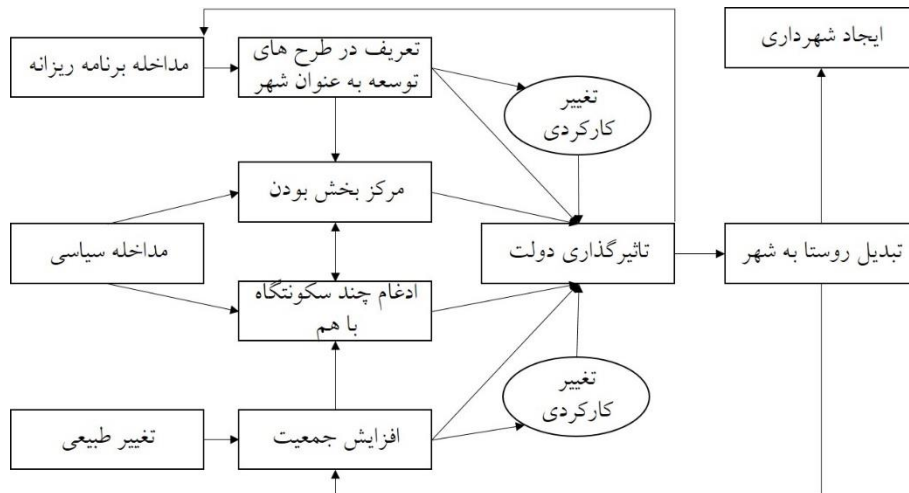 ایجاد شهرداری
تعریف در طرح های
توسعه به عنوان شهر
مداخله برنامه ریزانه
تغییر
کارکردی
مرکز بخش بودن
تبدیل روستا به شهر
تاثیرگذاری دولت
مداخله سیاسی
ادغام چند سکونتگاه
با هم
تغییر
کارکردی
افزایش جمعیت
تغییر طبیعی